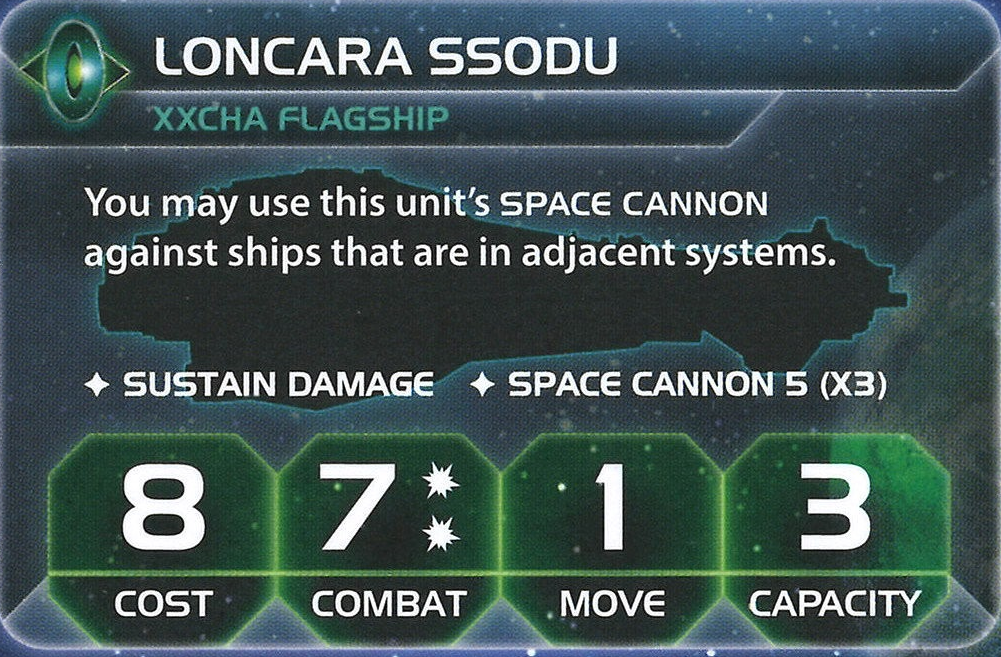 LONCARA SSODU
XXCHA FLAGSHIP
You may use this unit's SPACE CANNON
against ships that are in adjacent systems.
SUSTAIN DAMAGE SPACE CANNON 5 (X3)
8 7 1 3
COST COMBAT MOVE CAPACITY